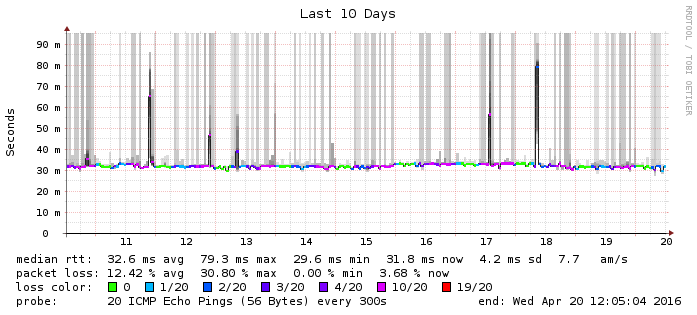 Last 10 Days
RRDTOOL / TOBI OETIKER
Seconds
90 m
80 m
70 m
60 m
50 m
40 m
30 m
20 m
10 m
0
11 12 13 14 15 16 17 18 19 20
median rtt: 32.6 ms avg 79.3 ms max 29.6 ms min 31.8 ms now 4.2 ms sd 7.7 am/s
packet loss: 12.42 % avg 30.80 % max 0.00 % min 3.68 % now
loss color: 0 1/20 2/20 3/20 4/20 10/20 19/20
probe: 20 ICMP Echo Pings (56 Bytes) every 300s end: Wed Apr 20 12:05:04 2016